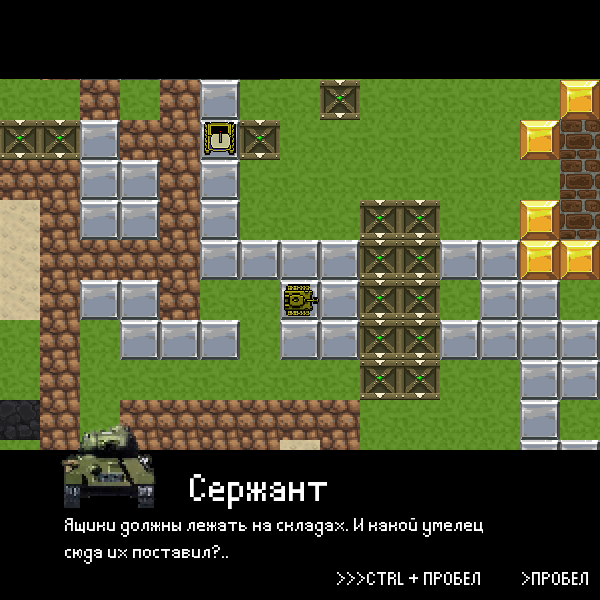 Сержант
Ящики должны лежать на складах. И какой умелец
сюда их поставил?..
>>>CTRL + ПРОБЕЛ >ПРОБЕЛ